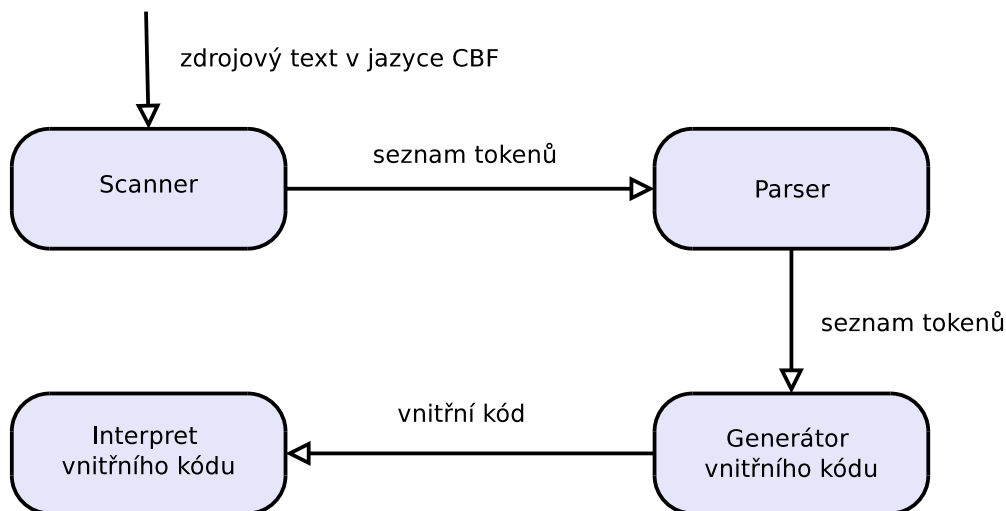 zdrojový text v jazyce CBF
Scanner
seznam tokenů
Parser
seznam tokenů
Generátor
vnitřního kódu
vnitřní kód
Interpret
vnitřního kódu